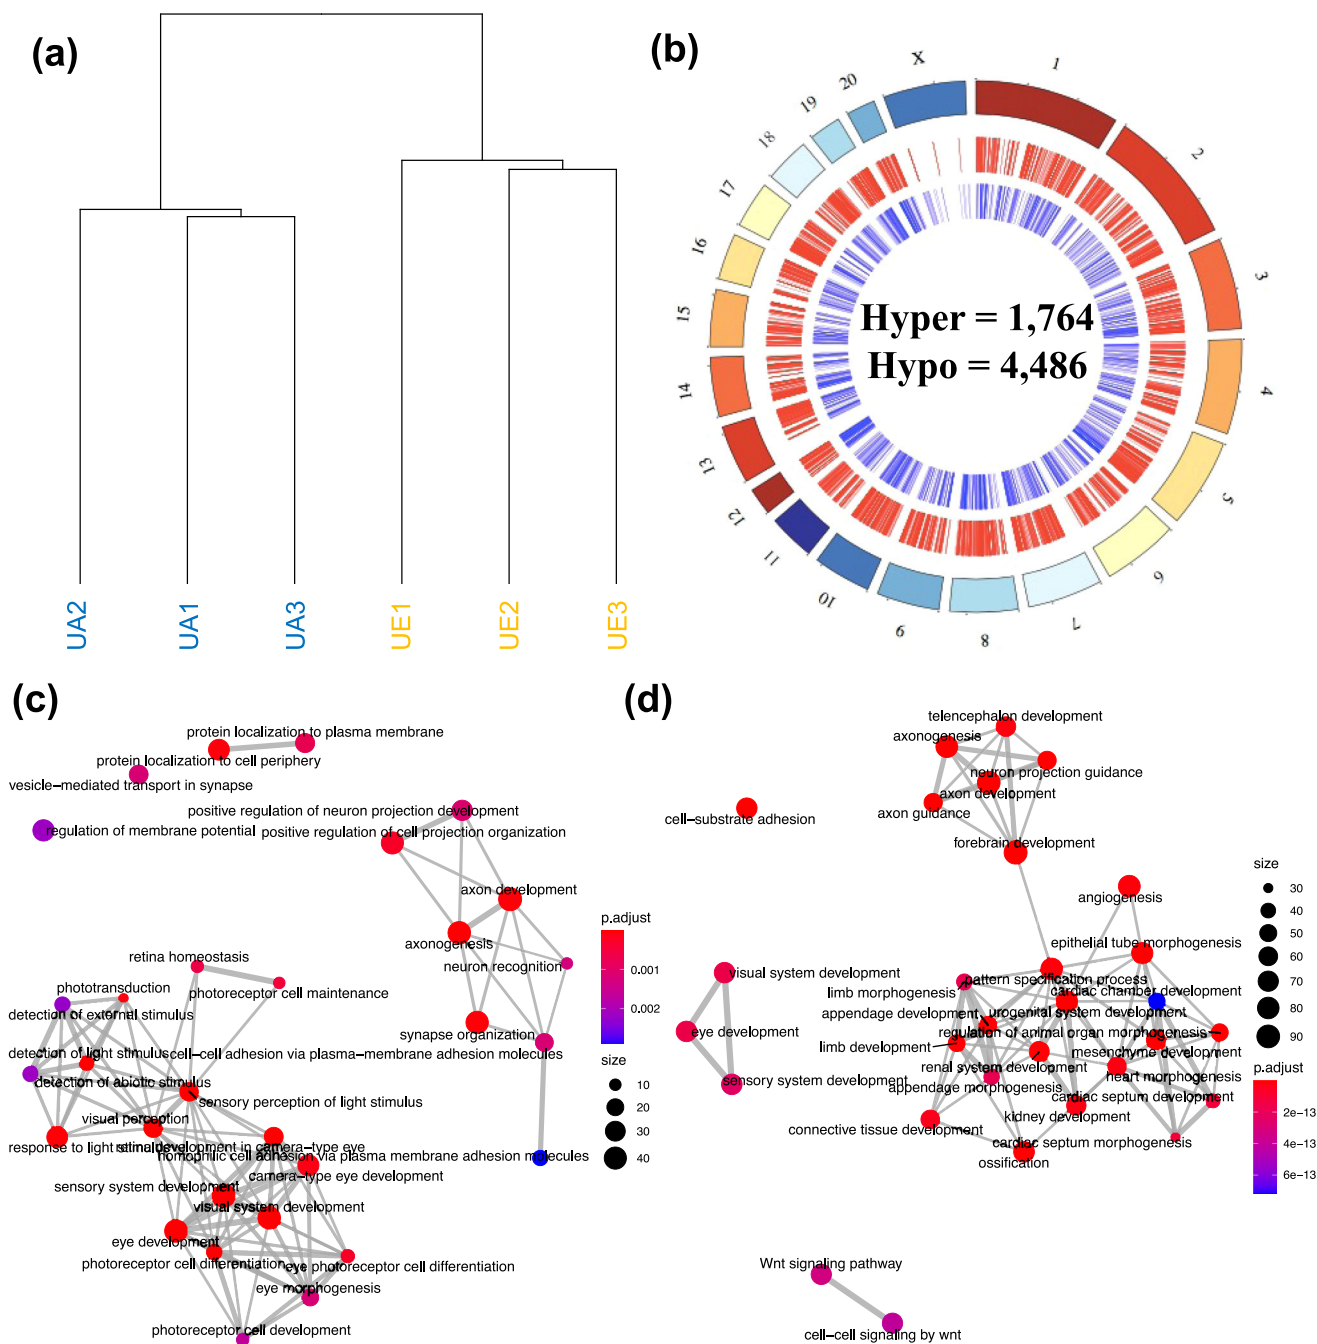 (a)
UA2
UA1
UA3
UE1
UE2
UE3
(b)
X
1
2
3
4
5
6
7
8
9
10
11
12
13
14
15
16
17
18
19
20
Hyper = 1,764
Hypo = 4,486
(c)
protein localization to plasma membrane
protein localization to cell periphery
vesicle-mediated transport in synapse
positive regulation of neuron projection development
regulation of membrane potential
positive regulation of cell projection organization
axon development
axonogenesis
neuron recognition
retina homeostasis
photoreceptor cell maintenance
phototransduction
detection of external stimulus
synapse organization
detection of light stimulus
cell-cell adhesion via plasma-membrane adhesion molecules
detection of abiotic stimulus
sensory perception of light stimulus
visual perception
response to light stimulus
retina development in camera-type eye
homophilic cell adhesion via plasma membrane adhesion molecules
camera-type eye development
sensory system development
visual system development
eye development
photoreceptor cell differentiation
eye photoreceptor cell differentiation
eye morphogenesis
photoreceptor cell development
p.adjust
0.001
0.002
size
10
20
30
40
(d)
telencephalon development
axonogenesis
neuron projection guidance
axon development
axon guidance
cell-substrate adhesion
forebrain development
angiogenesis
epithelial tube morphogenesis
visual system development
pattern specification process
limb morphogenesis
cardiac chamber development
appendage development
urogenital system development
eye development
regulation of animal organ morphogenesis
limb development
mesenchyme development
renal system development
heart morphogenesis
sensory system development
appendage morphogenesis
cardiac septum development
kidney development
connective tissue development
cardiac septum morphogenesis
ossification
Wnt signaling pathway
cell-cell signaling by wnt
size
30
40
50
60
70
80
90
p.adjust
2e-13
4e-13
6e-13